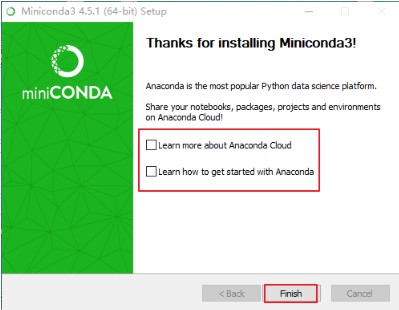 Miniconda3 4.5.1 (64-bit) Setup
Thanks for installing Miniconda3!
miniCONDA
Anaconda is the most popular Python data science platform.
Share your notebooks, packages, projects and environments
on Anaconda Cloud!
Learn more about Anaconda Cloud
Learn how to get started with Anaconda
< Back
Finish
Cancel